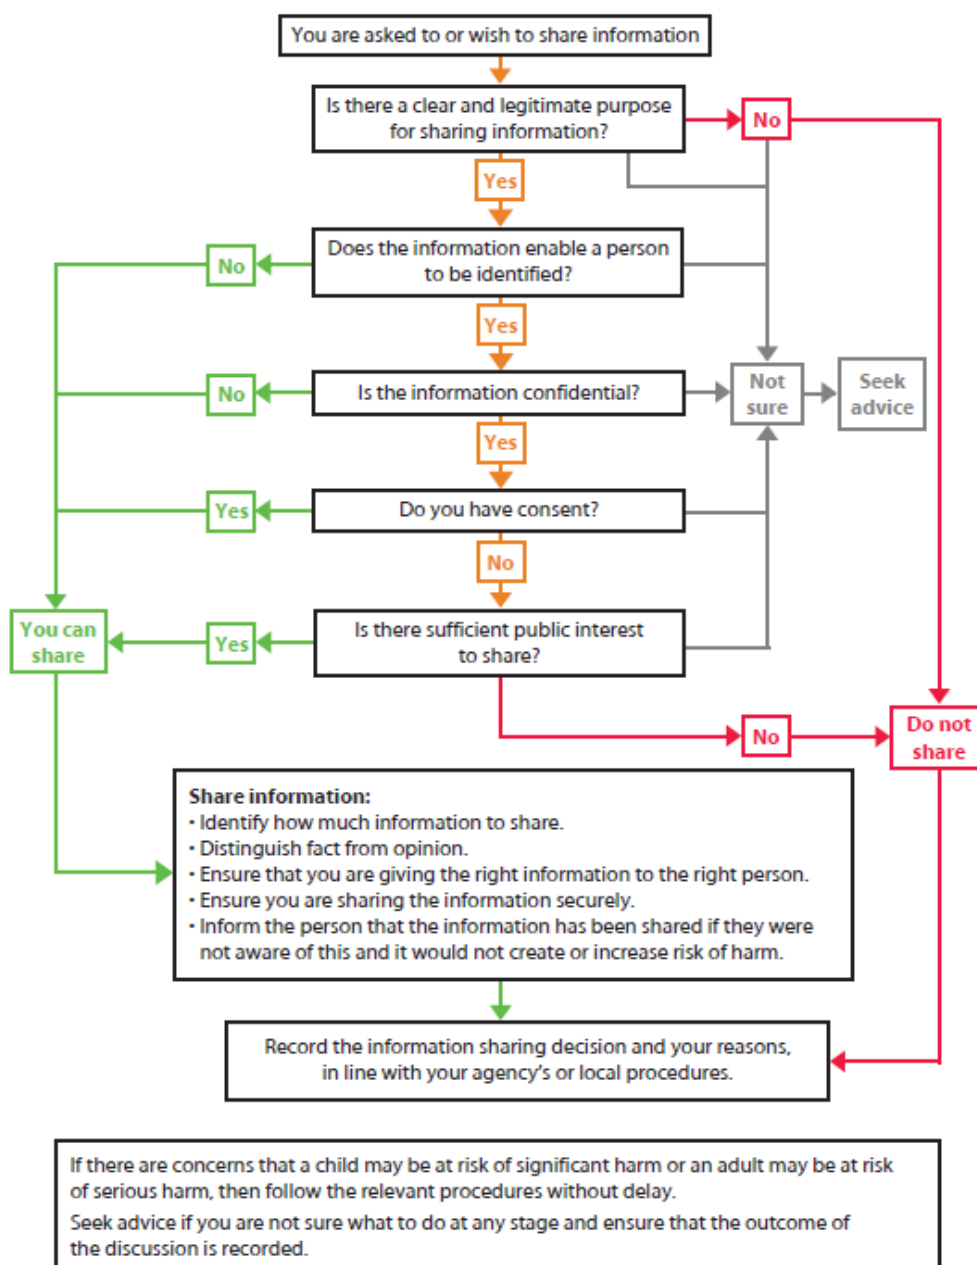 You are asked to or wish to share information
Is there a clear and legitimate purpose
for sharing information?
No
Yes
Does the information enable a person
to be identified?
No
Yes
Is the information confidential?
No
Not
sure
Seek
advice
Yes
Do you have consent?
Yes
No
Is there sufficient public interest
to share?
You can
share
Yes
No
Do not
share
Share information:
• Identify how much information to share.
• Distinguish fact from opinion.
• Ensure that you are giving the right information to the right person.
• Ensure you are sharing the information securely.
• Inform the person that the information has been shared if they were
not aware of this and it would not create or increase risk of harm.
Record the information sharing decision and your reasons,
in line with your agency's or local procedures.
If there are concerns that a child may be at risk of significant harm or an adult may be at risk
of serious harm, then follow the relevant procedures without delay.
Seek advice if you are not sure what to do at any stage and ensure that the outcome of
the discussion is recorded.